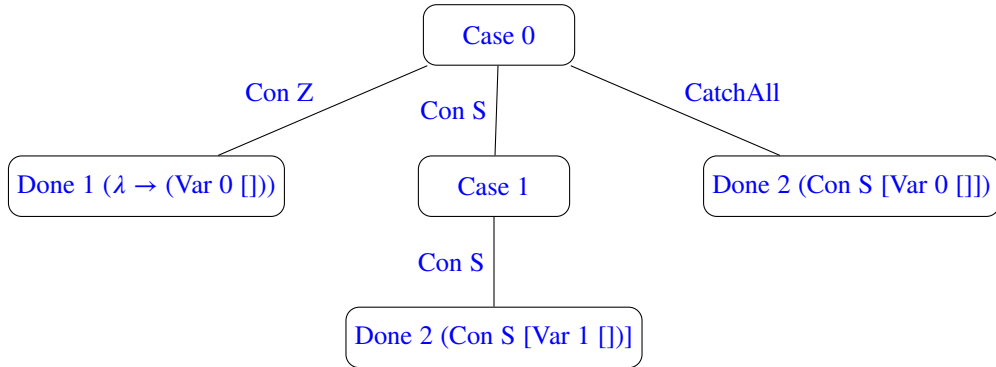 Case 0
Con Z
Con S
CatchAll
Done 1 (λ → (Var 0 []))
Case 1
Done 2 (Con S [Var 0 []])
Con S
Done 2 (Con S [Var 1 [])]